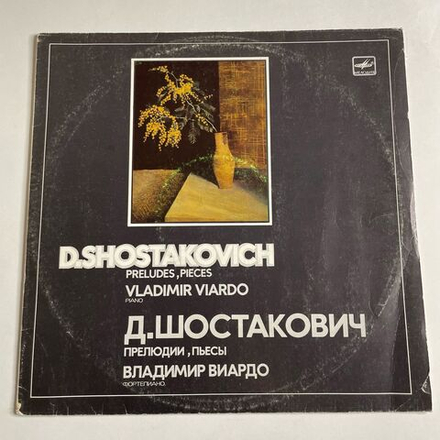 D.SHOSTAKOVICH
PRELUDES, PIECES
VLADIMIR VIARDO
PIANO
Д.ШОСТАКОВИЧ
ПРЕЛЮДИИ, ПЬЕСЫ
ВЛАДИМИР ВИАРДО
ФОРТЕПИАНО